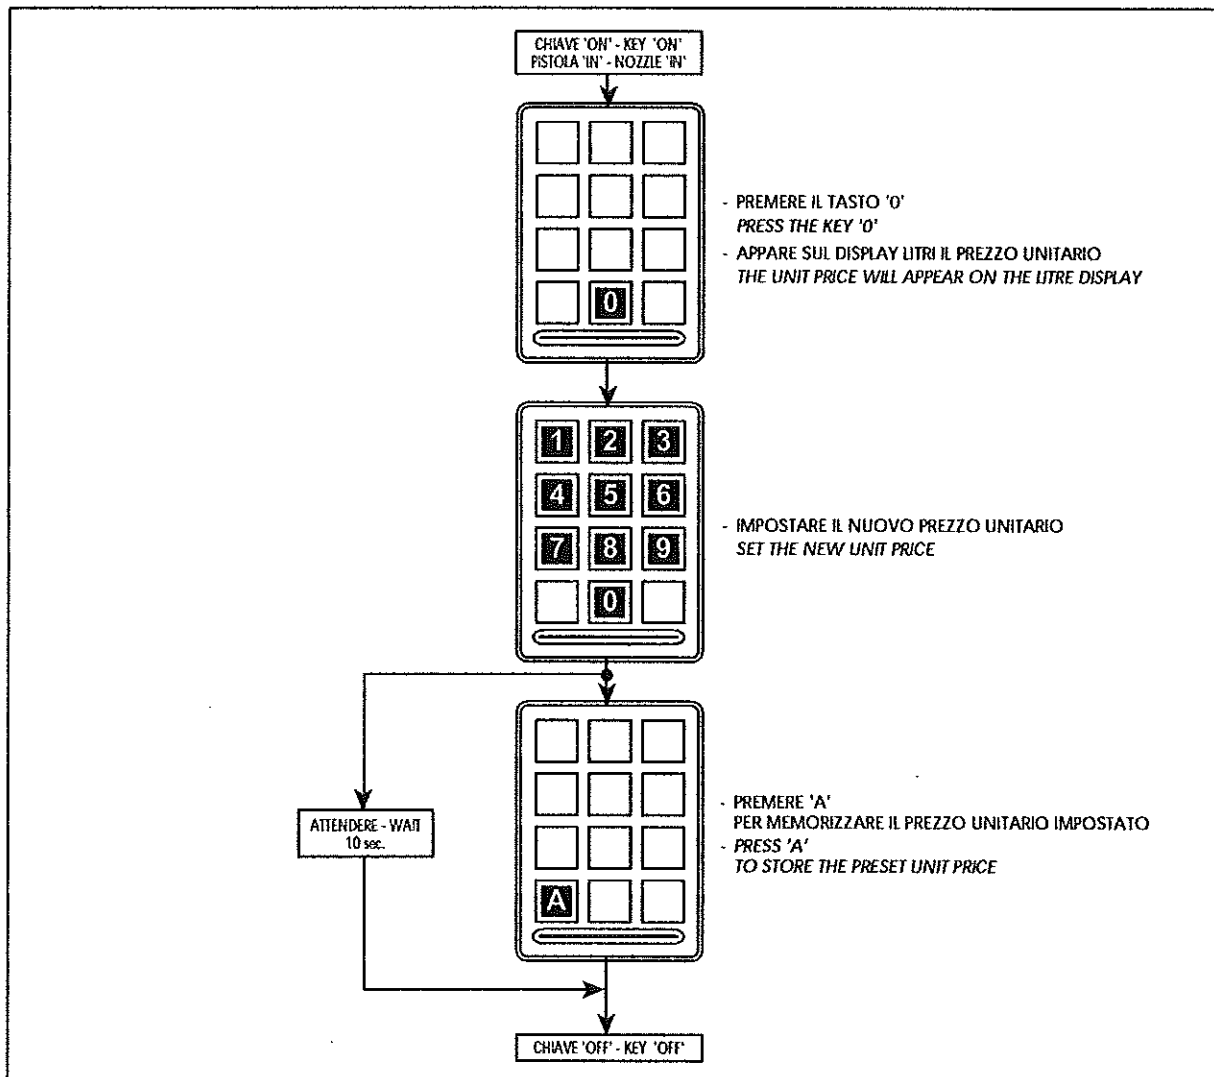 CHIAVE 'ON' - KEY 'ON'
PISTOLA 'IN' - NOZZLE 'IN'
- PREMERE IL TASTO '0'
PRESS THE KEY '0'
- APPARE SUL DISPLAY LITRI IL PREZZO UNITARIO
THE UNIT PRICE WILL APPEAR ON THE LITRE DISPLAY
0
1 2 3
4 5 6
7 8 9
0
- IMPOSTARE IL NUOVO PREZZO UNITARIO
SET THE NEW UNIT PRICE
ATTENDERE - WAIT
10 sec.
- PREMERE 'A'
PER MEMORIZZARE IL PREZZO UNITARIO IMPOSTATO
- PRESS 'A'
TO STORE THE PRESET UNIT PRICE
A
CHIAVE 'OFF' - KEY 'OFF'